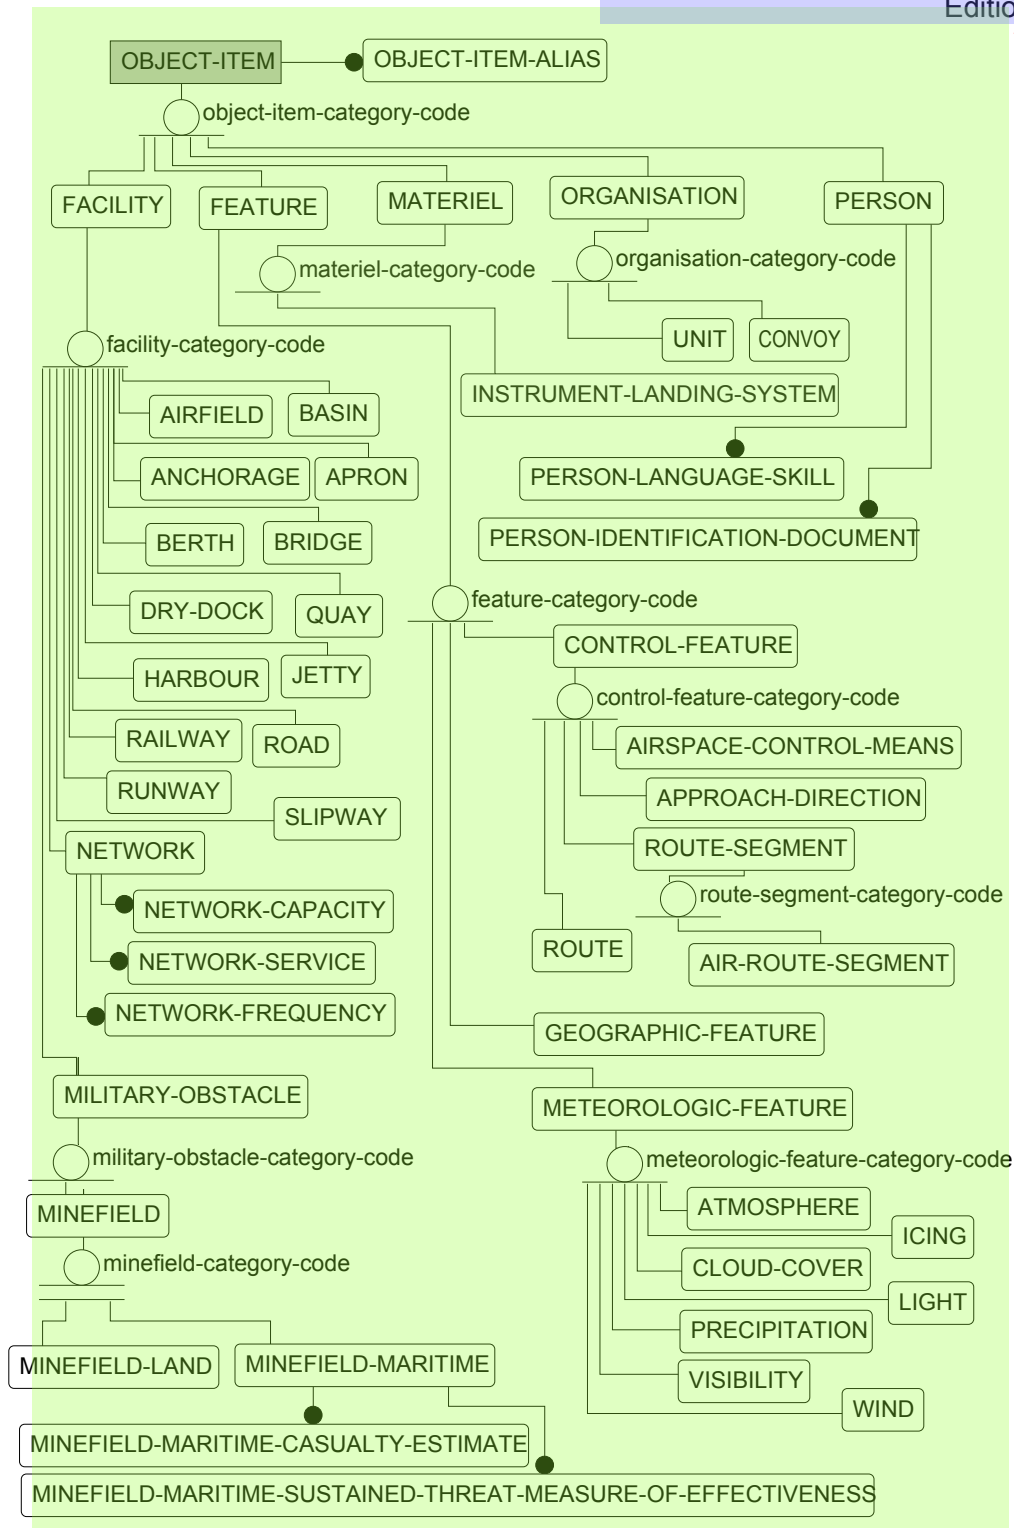 Editio
OBJECT-ITEM
OBJECT-ITEM-ALIAS
object-item-category-code
FACILITY
FEATURE
MATERIEL
ORGANISATION
PERSON
materiel-category-code
organisation-category-code
facility-category-code
UNIT
CONVOY
INSTRUMENT-LANDING-SYSTEM
AIRFIELD
BASIN
ANCHORAGE
APRON
PERSON-LANGUAGE-SKILL
BERTH
BRIDGE
PERSON-IDENTIFICATION-DOCUMENT
DRY-DOCK
QUAY
feature-category-code
CONTROL-FEATURE
HARBOUR
JETTY
control-feature-category-code
RAILWAY
ROAD
AIRSPACE-CONTROL-MEANS
RUNWAY
APPROACH-DIRECTION
SLIPWAY
NETWORK
ROUTE-SEGMENT
route-segment-category-code
NETWORK-CAPACITY
ROUTE
NETWORK-SERVICE
AIR-ROUTE-SEGMENT
NETWORK-FREQUENCY
GEOGRAPHIC-FEATURE
MILITARY-OBSTACLE
METEOROLOGIC-FEATURE
military-obstacle-category-code
meteorologic-feature-category-code
MINEFIELD
ATMOSPHERE
ICING
minefield-category-code
CLOUD-COVER
LIGHT
PRECIPITATION
MINEFIELD-LAND
MINEFIELD-MARITIME
VISIBILITY
WIND
MINEFIELD-MARITIME-CASUALTY-ESTIMATE
MINEFIELD-MARITIME-SUSTAINED-THREAT-MEASURE-OF-EFFECTIVENESS